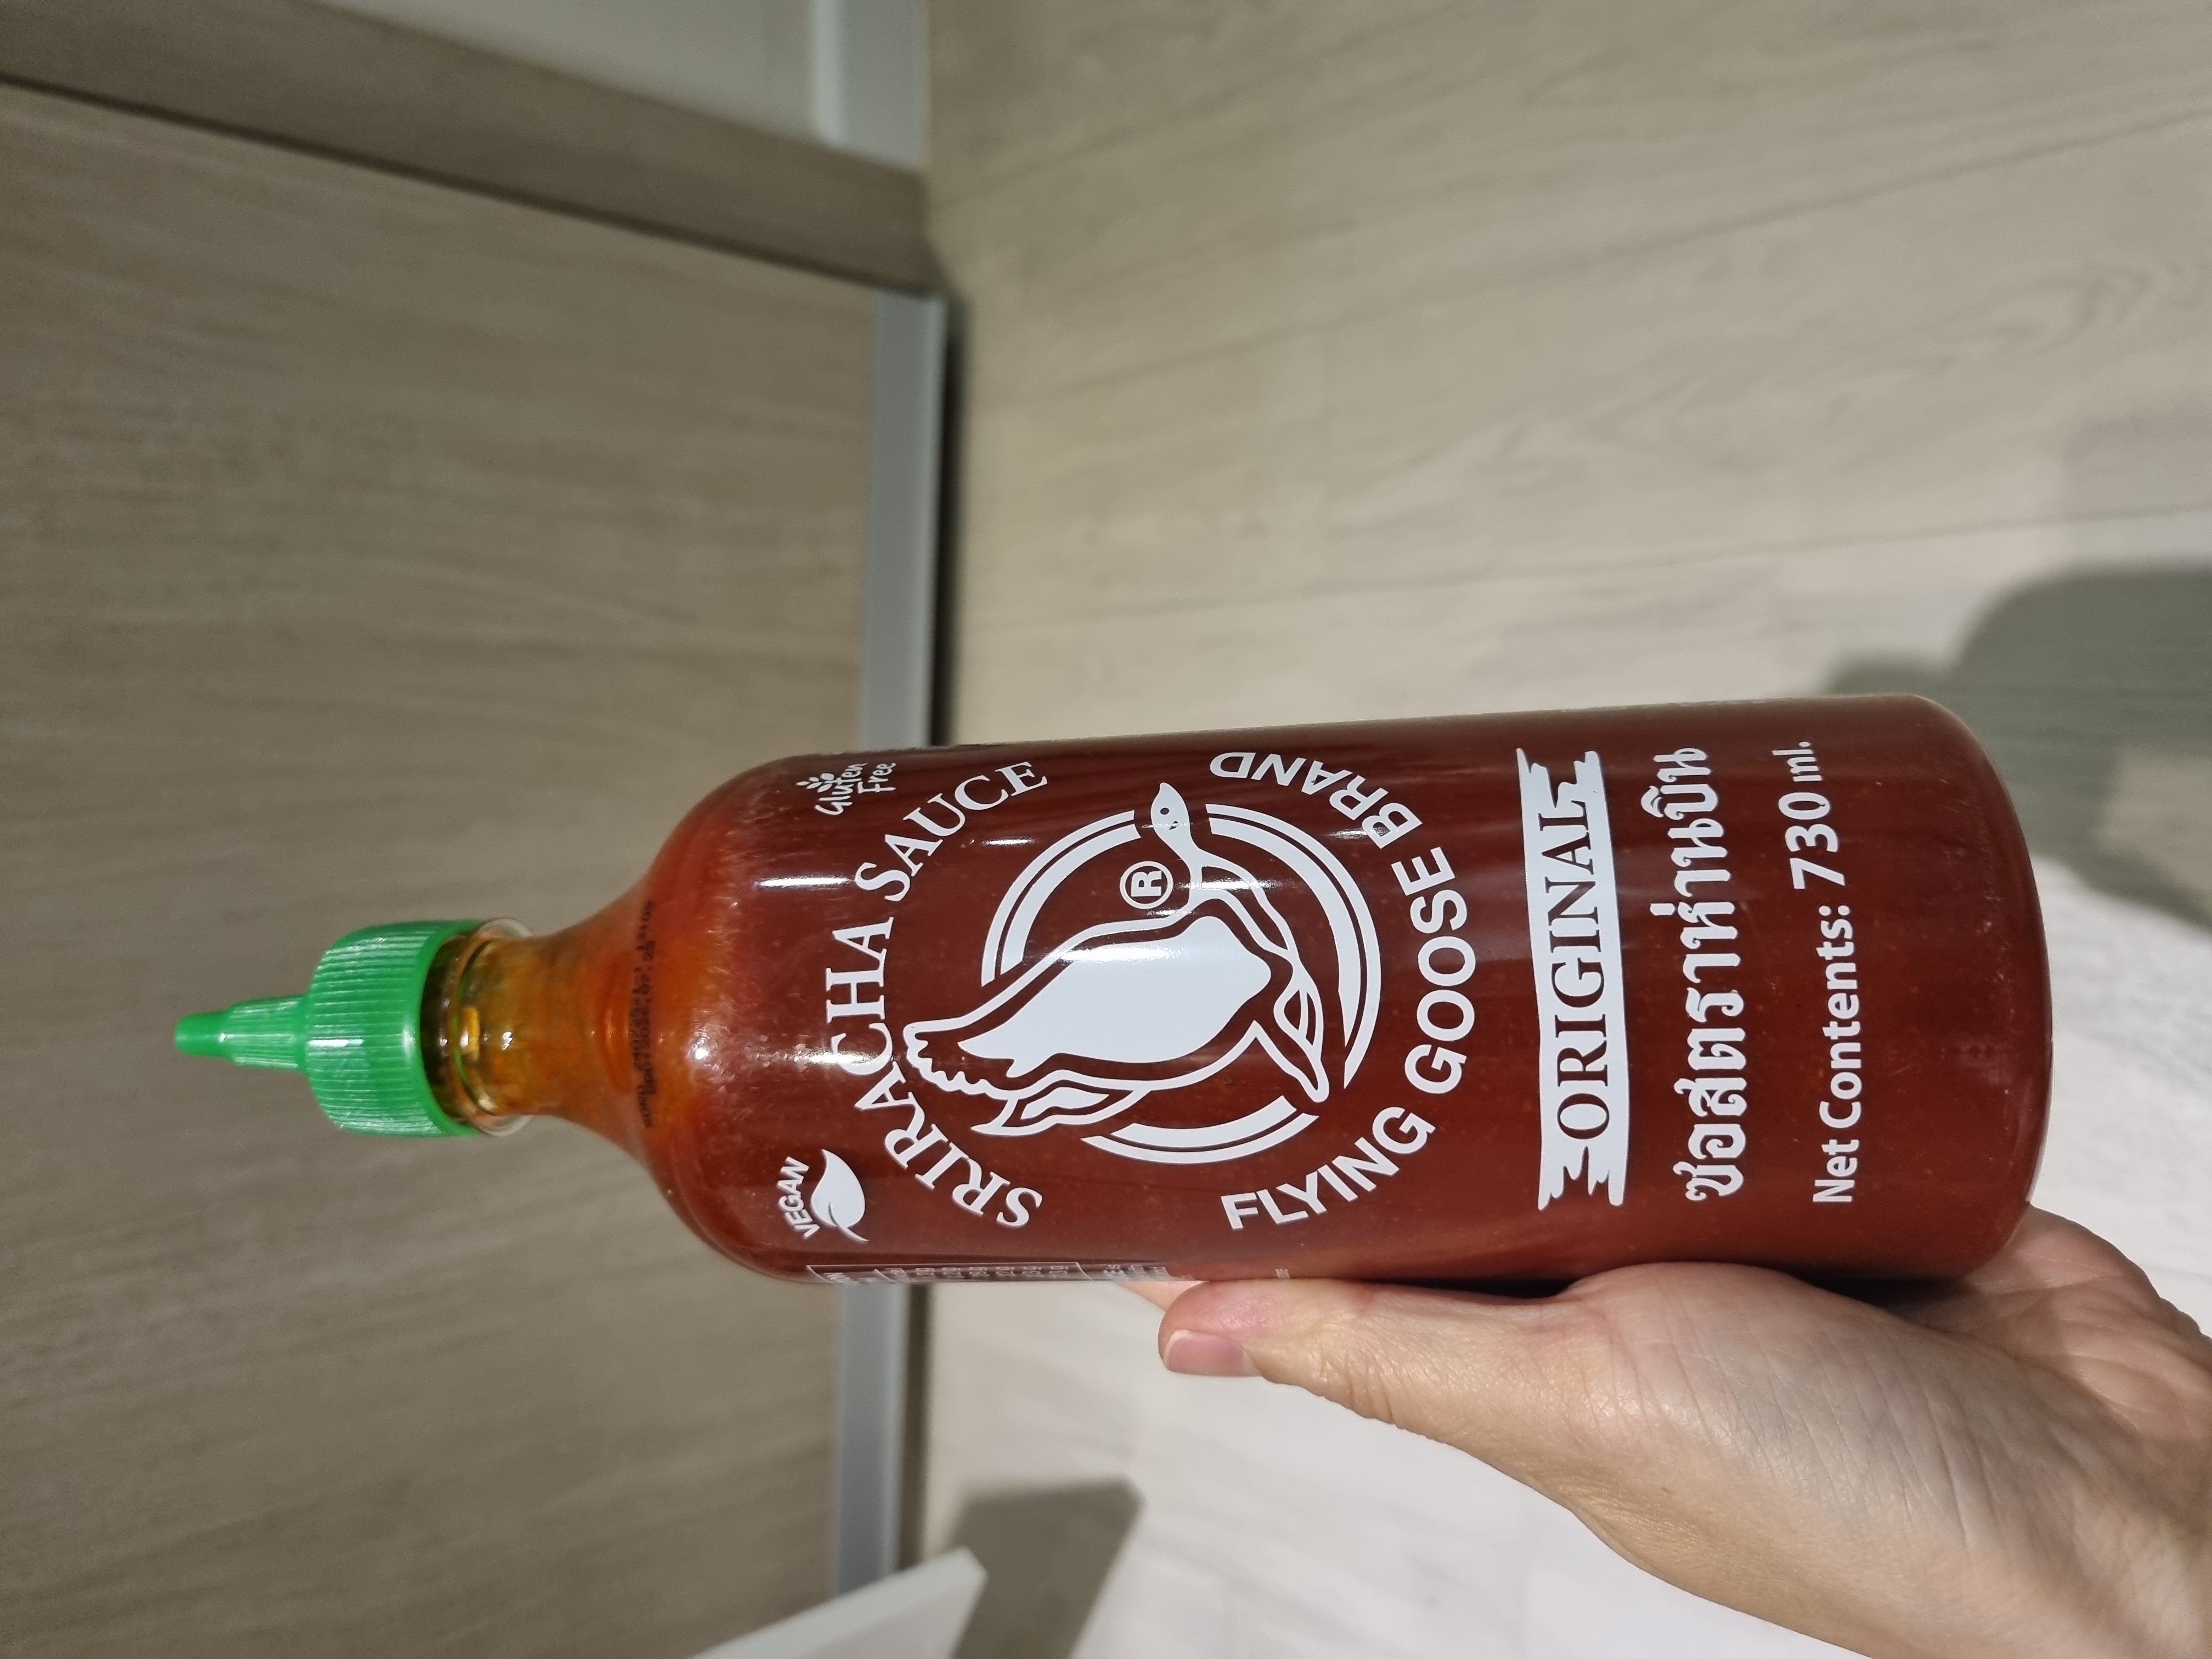 VEGAN
Gluten
Free
SRIRACHA SAUCE
®
FLYING GOOSE BRAND
ORIGINAL
ซอสตราห่านบิน
Net Contents: 730 ml.